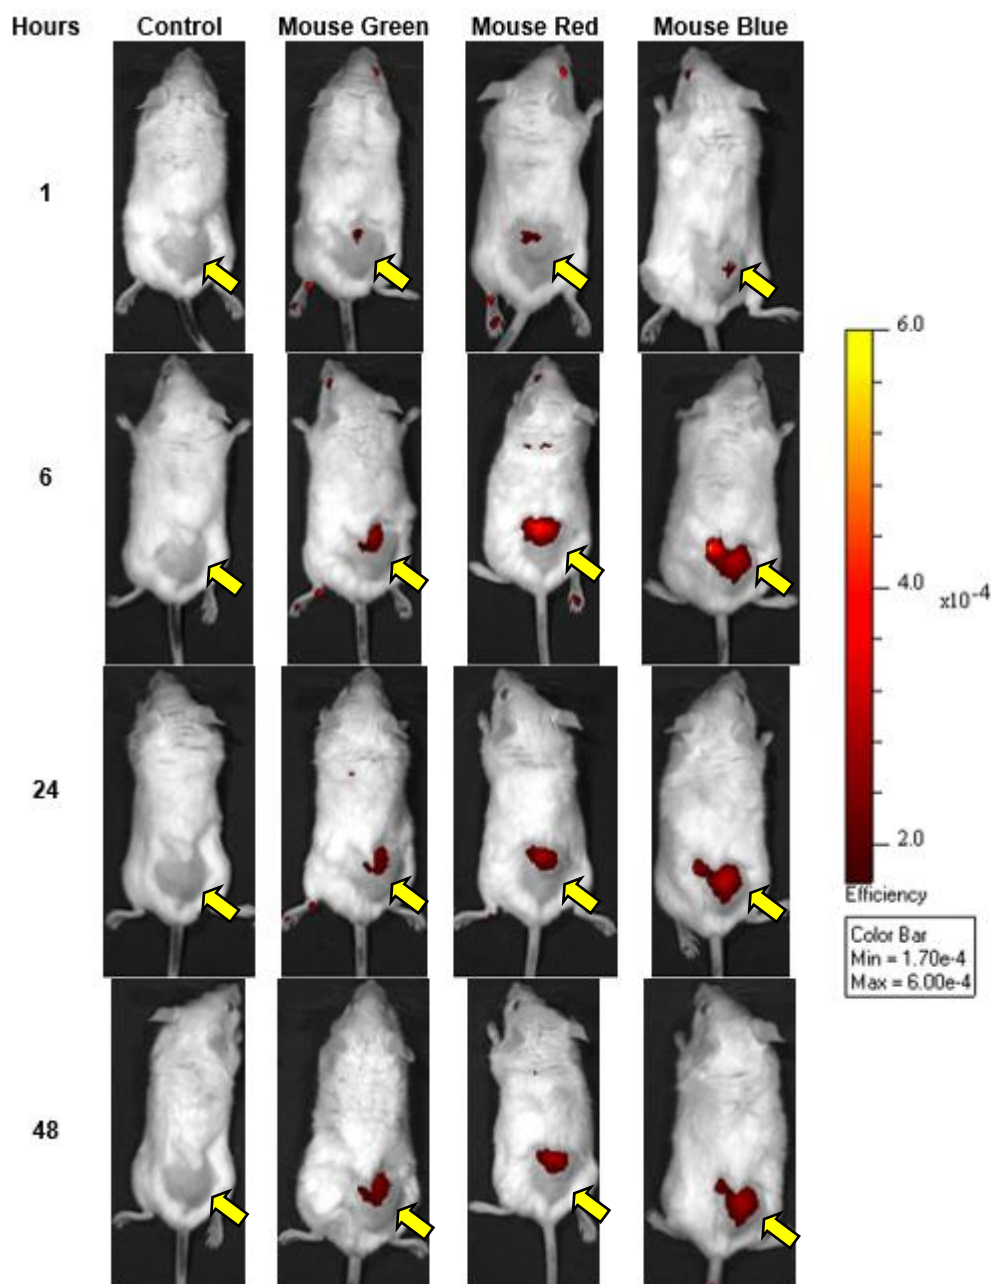 Hours Control Mouse Green Mouse Red Mouse Blue
1
6
24
48
6.0
4.0 x10-4
2.0
Efficiency
Color Bar
Min = 1.70e-4
Max = 6.00e-4